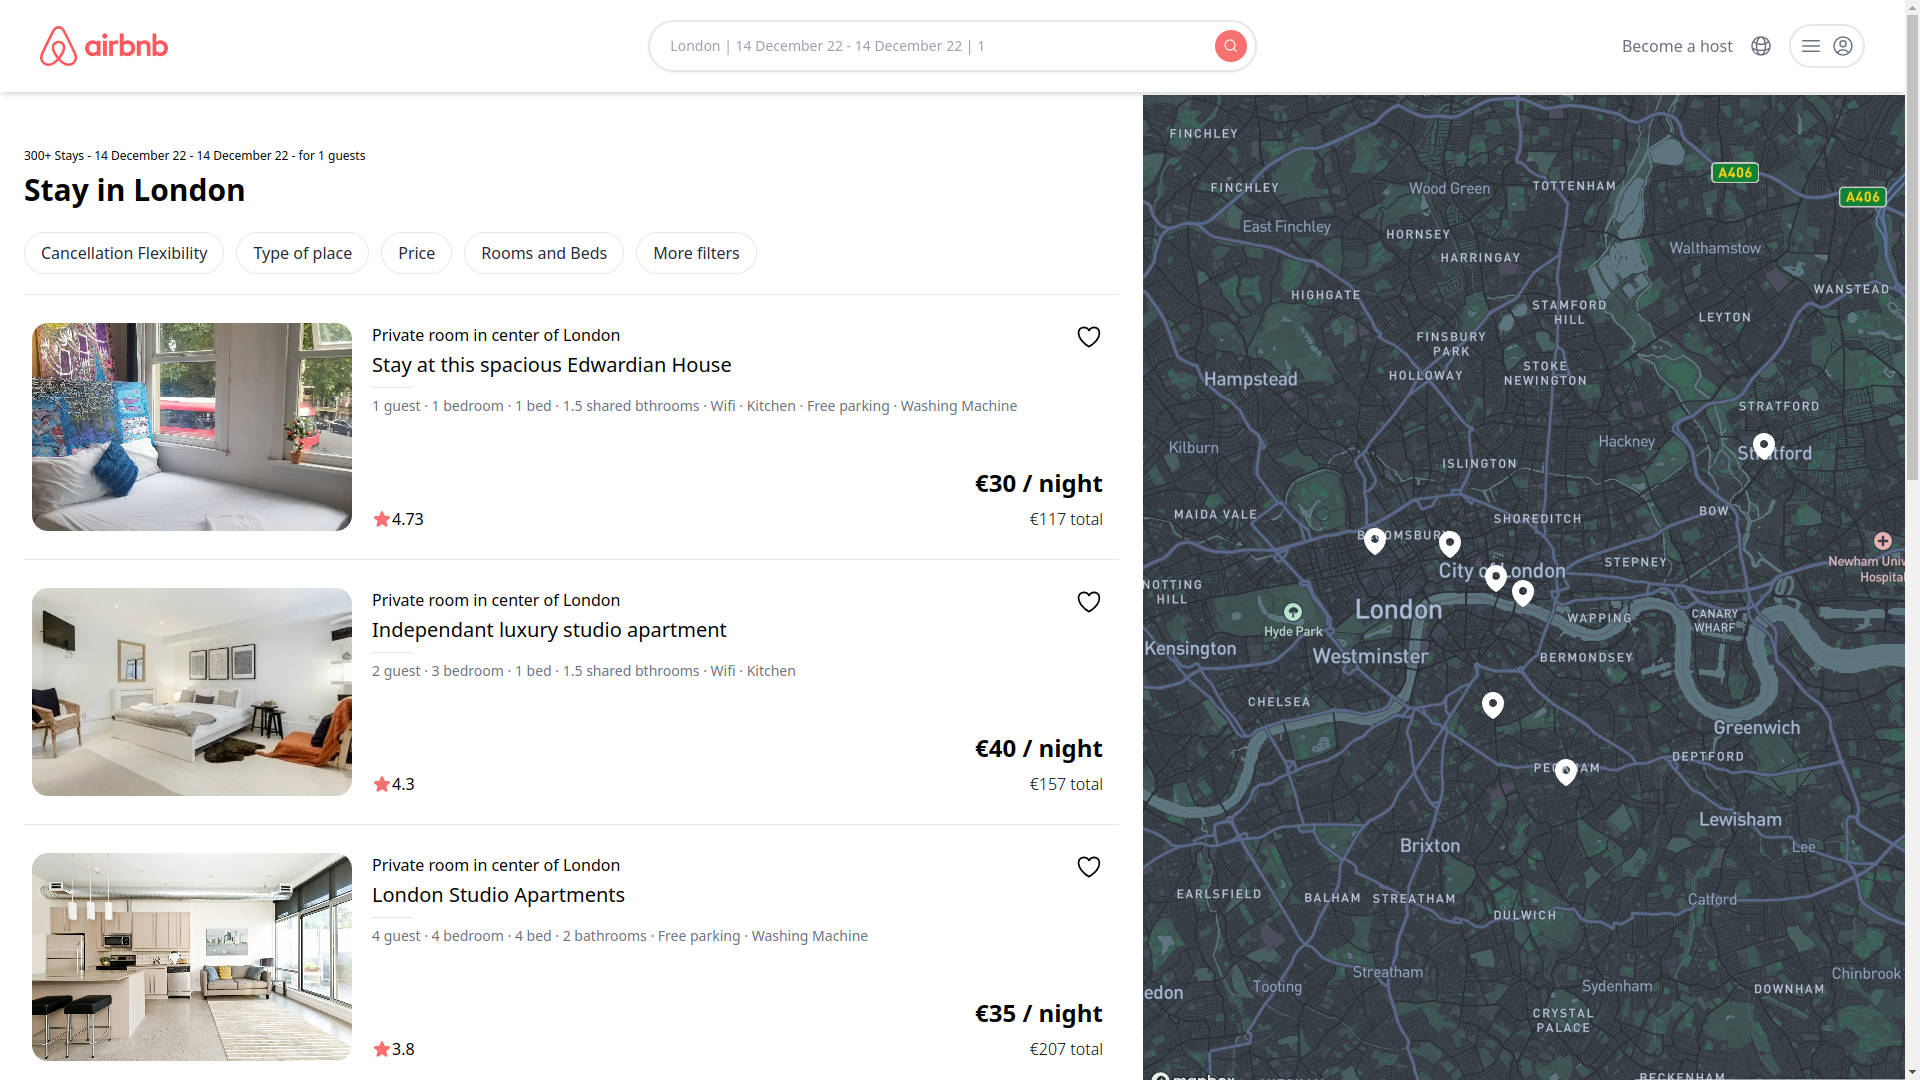 airbnb
London | 14 December 22 - 14 December 22 | 1
Become a host
300+ Stays - 14 December 22 - 14 December 22 - for 1 guests
Stay in London
Cancellation Flexibility
Type of place
Price
Rooms and Beds
More filters
Private room in center of London
Stay at this spacious Edwardian House
1 guest · 1 bedroom · 1 bed · 1.5 shared bthrooms · Wifi · Kitchen · Free parking · Washing Machine
€30 / night
4.73
€117 total
Private room in center of London
Independant luxury studio apartment
2 guest · 3 bedroom · 1 bed · 1.5 shared bthrooms · Wifi · Kitchen
€40 / night
4.3
€157 total
Private room in center of London
London Studio Apartments
4 guest · 4 bedroom · 4 bed · 2 bathrooms · Free parking · Washing Machine
€35 / night
3.8
€207 total
FINCHLEY
A406
FINCHLEY
Wood Green
TOTTENHAM
A406
East Finchley
HORNSEY
Walthamstow
HARRINGAY
HIGHGATE
WANSTEAD
STAMFORD
HILL
LEYTON
FINSBURY
PARK
STOKE
NEWINGTON
HOLLOWAY
Hampstead
STRATFORD
Hackney
Kilburn
Stratford
ISLINGTON
MAIDA VALE
SHOREDITCH
BOW
BLOOMSBURY
STEPNEY
Newham Univ
Hospital
City of London
NOTTING
HILL
London
Hyde Park
WAPPING
CANARY
WHARF
Kensington
Westminster
BERMONDSEY
CHELSEA
Greenwich
DEPTFORD
PECKHAM
Lewisham
Brixton
Lee
EARLSFIELD
BALHAM
STREATHAM
Catford
DULWICH
Streatham
Chinbrook
Tooting
Sydenham
DOWNHAM
edon
CRYSTAL
PALACE
mapbox
BECKENHAM